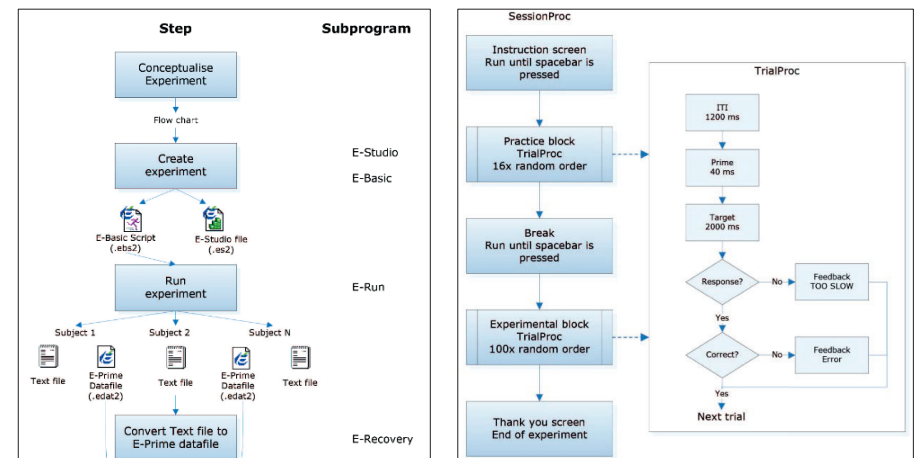 Step
Subprogram
Conceptualise
Experiment
Flow chart
Create
experiment
E-Studio
E-Basic
E-Basic Script
(.ebs2)
E-Studio file
(.es2)
Run
experiment
E-Run
Subject 1
Subject 2
Subject N
Text file
E-Prime
Datafile
(.edat2)
Text file
E-Prime
Datafile
(.edat2)
Text file
Convert Text file to
E-Prime datafile
E-Recovery
SessionProc
Instruction screen
Run until spacebar is
pressed
Practice block
TrialProc
16x random order
Break
Run until spacebar is
pressed
Experimental block
TrialProc
100x random order
Thank you screen
End of experiment
TrialProc
ITI
1200 ms
Prime
40 ms
Target
2000 ms
Response?
No
Feedback
TOO SLOW
Yes
Correct?
No
Feedback
Error
Yes
Next trial